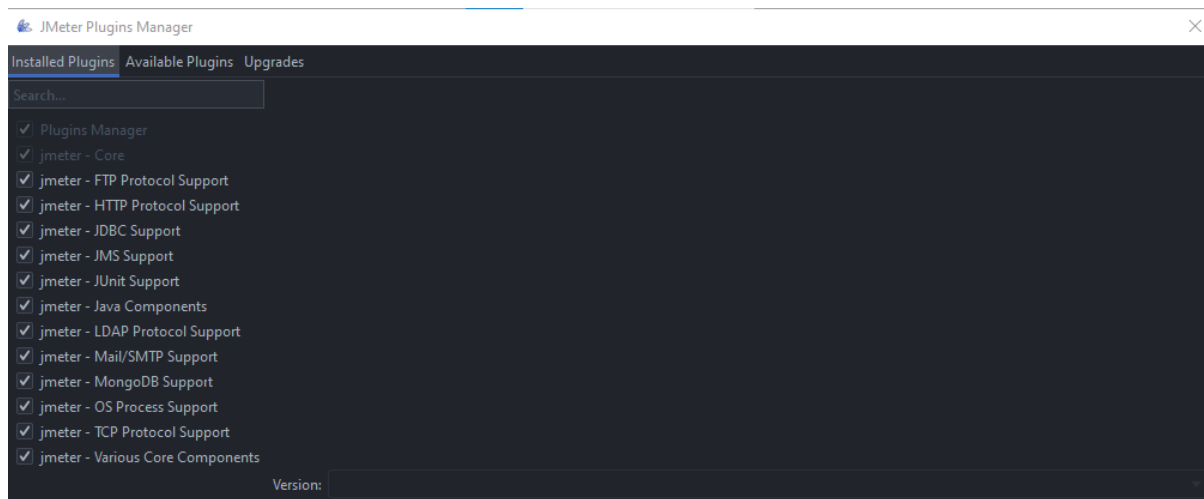 JMeter Plugins Manager
Installed Plugins Available Plugins Upgrades
Search...
Plugins Manager
jmeter - Core
jmeter - FTP Protocol Support
jmeter - HTTP Protocol Support
jmeter - JDBC Support
jmeter - JMS Support
jmeter - JUnit Support
jmeter - Java Components
jmeter - LDAP Protocol Support
jmeter - Mail/SMTP Support
jmeter - MongoDB Support
jmeter - OS Process Support
jmeter - TCP Protocol Support
jmeter - Various Core Components
Version: